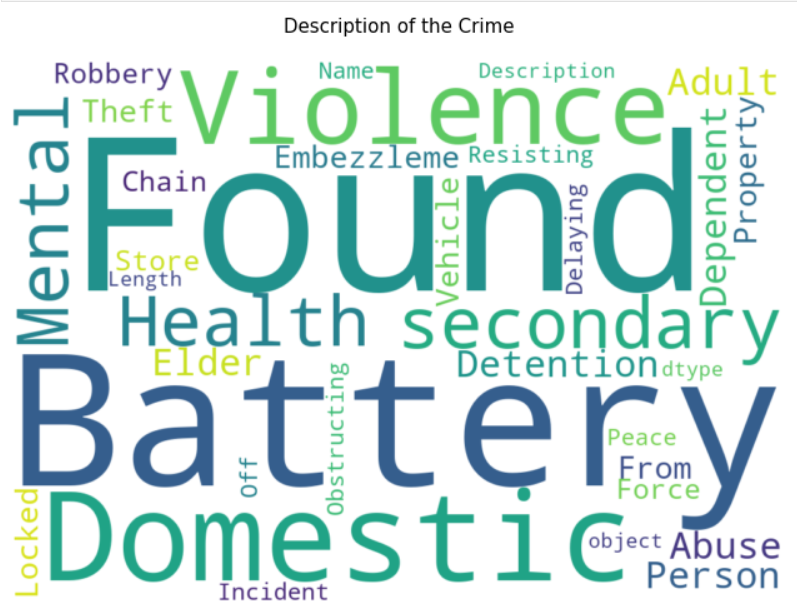 Description of the Crime
Robbery
Name
Description
Adult
Theft
Violence
Mental
Found
Embezzleme
Resisting
Dependent
Property
Chain
Vehicle
Delaying
Store
Length
Health
secondary
Elder
Detention
dtype
Battery
Obstructing
Off
Peace
From
Force
Locked
Domestic
object
Abuse
Person
Incident